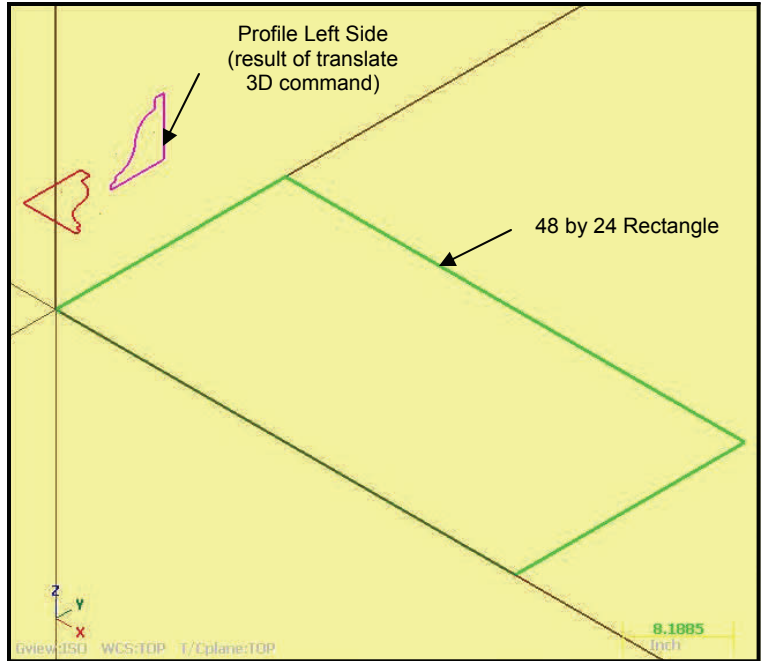 Profile Left Side
(result of translate
3D command)
48 by 24 Rectangle
Z
Y
X
8.1885
Inch
Gview:ISO WCS:TOP T/Cplane:TOP